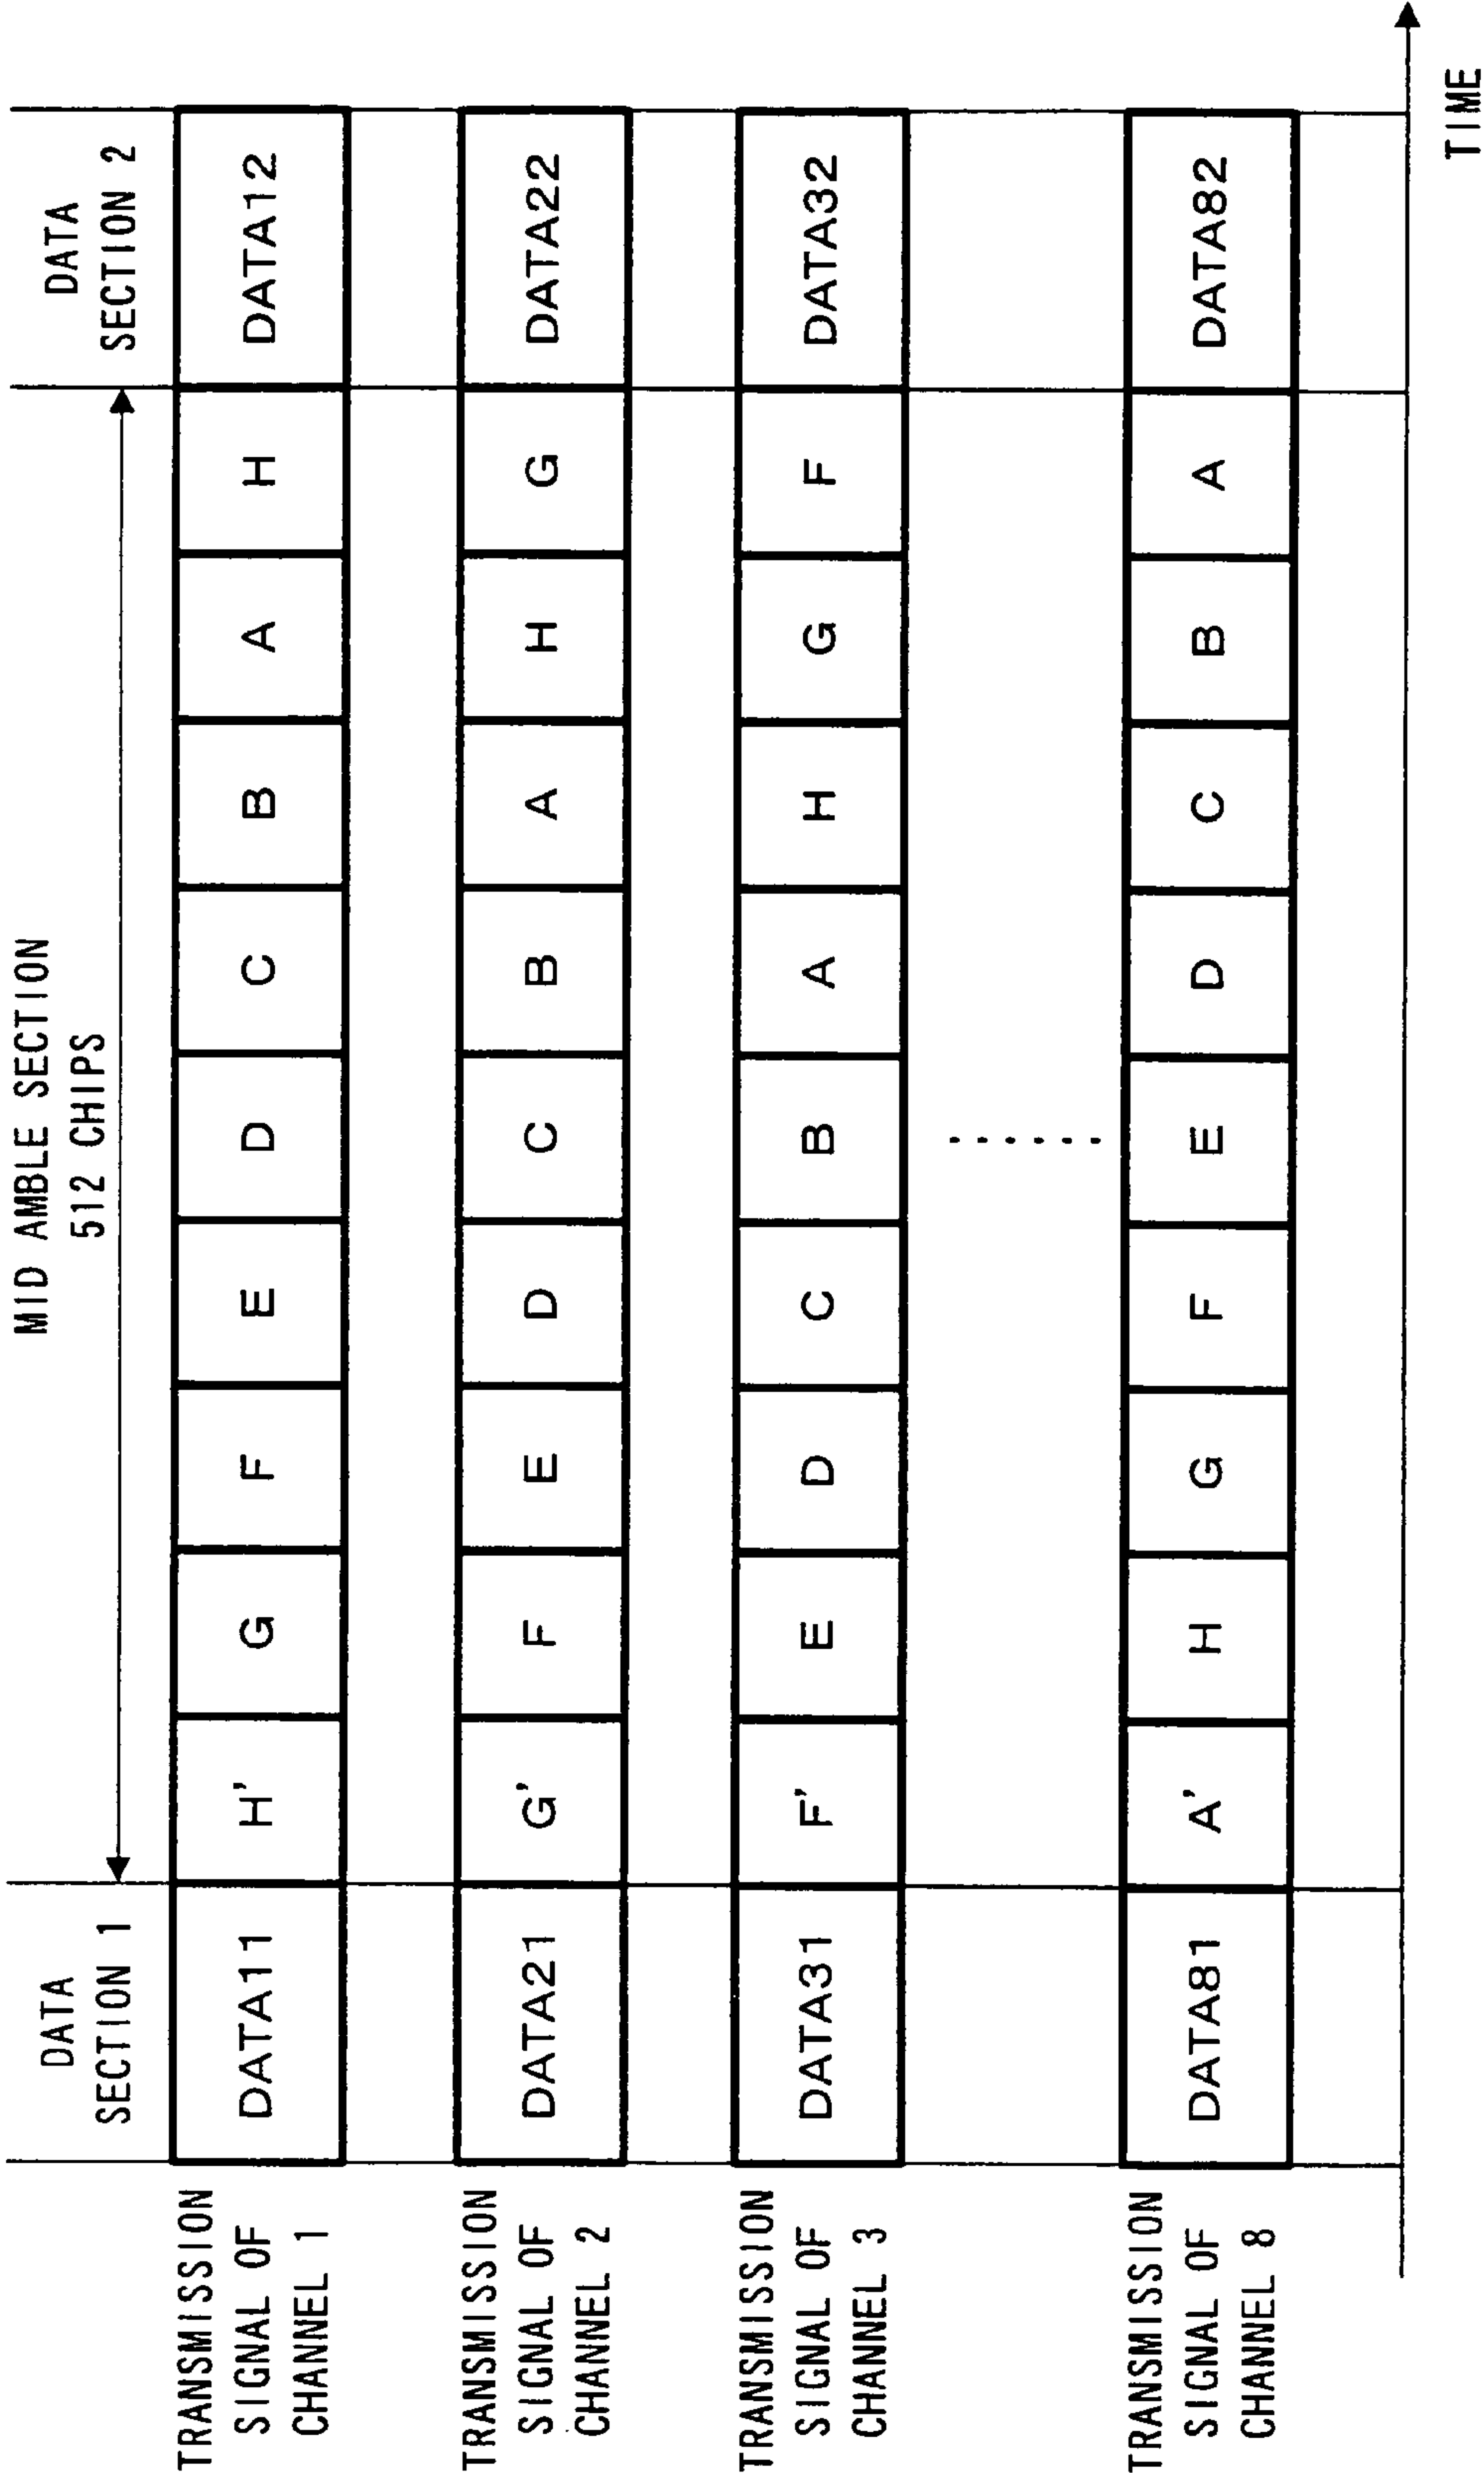 DATA
SECTION 1
MID AMBLE SECTION
512 CHIPS
DATA
SECTION 2
TRANSMISSION
SIGNAL OF
CHANNEL 1
DATA11 H' G F E D C B A H DATA12
TRANSMISSION
SIGNAL OF
CHANNEL 2
DATA21 G' F E D C B A H G DATA22
TRANSMISSION
SIGNAL OF
CHANNEL 3
DATA31 F' E D C B A H G F DATA32
TRANSMISSION
SIGNAL OF
CHANNEL 8
DATA81 A' H G F E D C B A DATA82
TIME